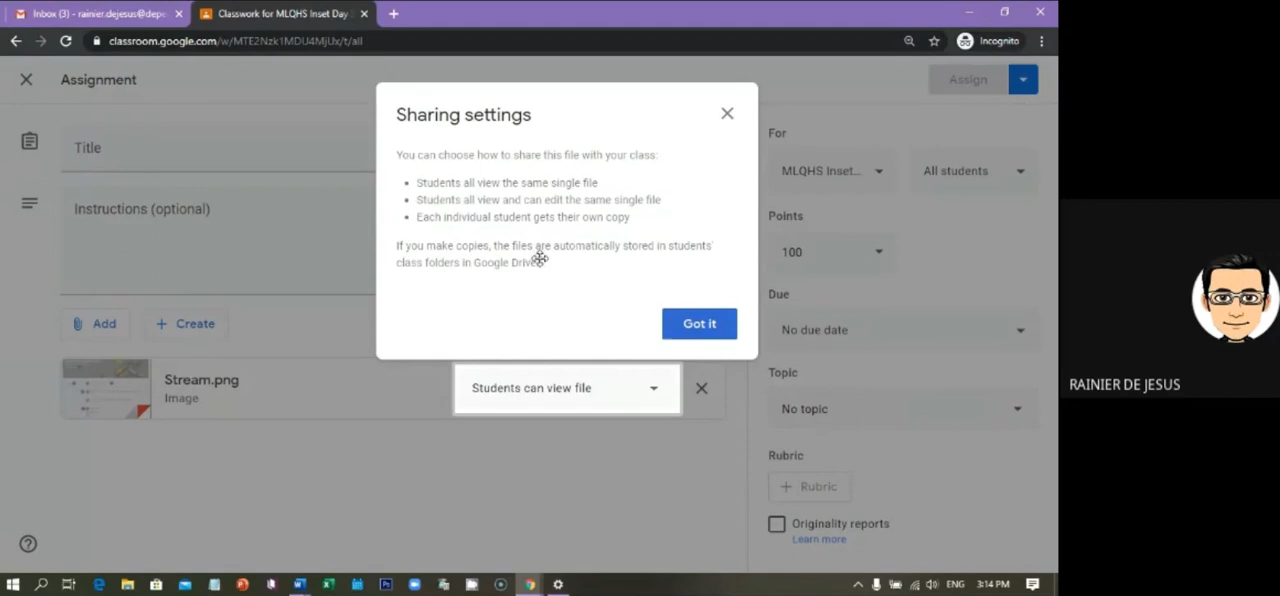 Inbox (3) - rainier.dejesus@depe
Classwork for MLQHS Inset Day
classroom.google.com/w/MTE2Nzk1MDU4MjUx/t/all
Incognito
Assignment
Assign
Title
Instructions (optional)
Add
Create
Stream.png
Image
Sharing settings
You can choose how to share this file with your class:
Students all view the same single file
Students all view and can edit the same single file
Each individual student gets their own copy
If you make copies, the files are automatically stored in students'
class folders in Google Drive.
Got it
Students can view file
For
MLQHS Inset...
All students
Points
100
Due
No due date
Topic
No topic
Rubric
Rubric
Originality reports
Learn more
RAINIER DE JESUS
ENG
3:14 PM